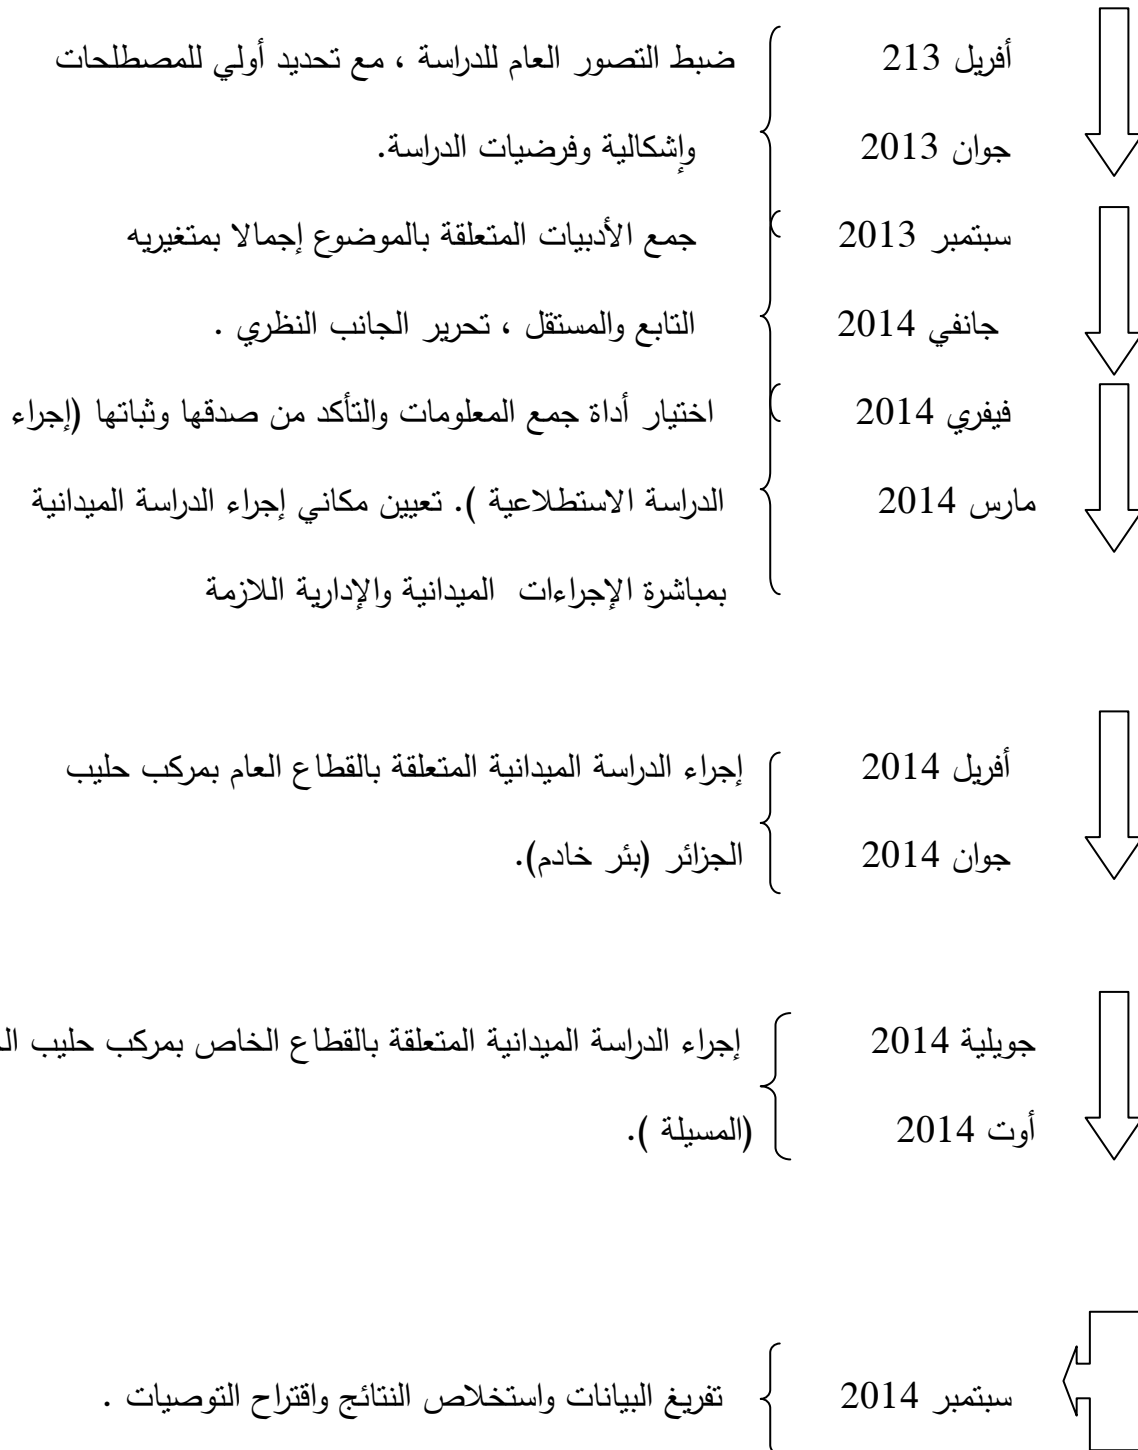 أفريل 213 ضبط التصور العام للدراسة ، مع تحديد أولي للمصطلحات
جوان 2013 وإشكالية وفرضيات الدراسة.
سبتمبر 2013 جمع الأدبيات المتعلقة بالموضوع إجمالا بمتغيريه
جانفي 2014 التابع والمستقل ، تحرير الجانب النظري .
فيفري 2014 اختيار أداة جمع المعلومات والتأكد من صدقها وثباتها (إجراء
مارس 2014 الدراسة الاستطلاعية ). تعيين مكاني إجراء الدراسة الميدانية
بمباشرة الإجراءات الميدانية والإدارية اللازمة
أفريل 2014 إجراء الدراسة الميدانية المتعلقة بالقطاع العام بمركب حليب
جوان 2014 الجزائر (بئر خادم).
جويلية 2014 إجراء الدراسة الميدانية المتعلقة بالقطاع الخاص بمركب حليب
أوت 2014 (المسيلة ).
سبتمبر 2014 تفريغ البيانات واستخلاص النتائج واقتراح التوصيات .